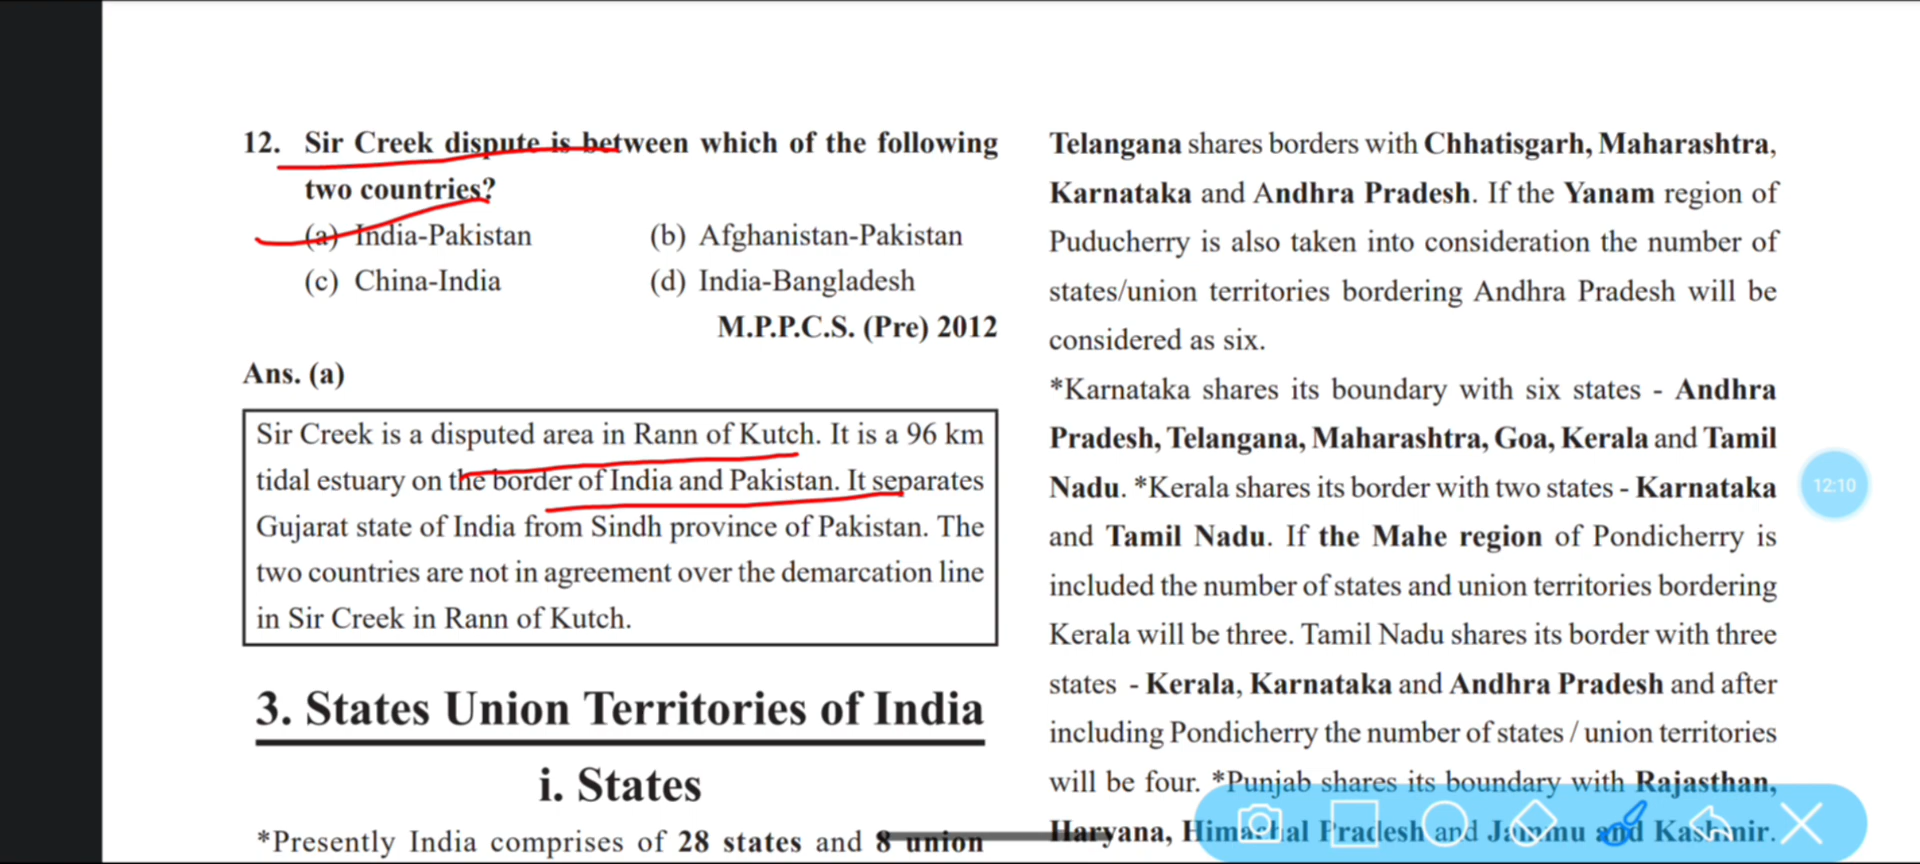 12. Sir Creek dispute is between which of the following
two countries?
(a) India-Pakistan (b) Afghanistan-Pakistan
(c) China-India (d) India-Bangladesh
M.P.P.C.S. (Pre) 2012
Ans. (a)
Sir Creek is a disputed area in Rann of Kutch. It is a 96 km
tidal estuary on the border of India and Pakistan. It separates
Gujarat state of India from Sindh province of Pakistan. The
two countries are not in agreement over the demarcation line
in Sir Creek in Rann of Kutch.
3. States Union Territories of India
i. States
*Presently India comprises of 28 states and 8 union
Telangana shares borders with Chhatisgarh, Maharashtra,
Karnataka and Andhra Pradesh. If the Yanam region of
Puducherry is also taken into consideration the number of
states/union territories bordering Andhra Pradesh will be
considered as six.
*Karnataka shares its boundary with six states - Andhra
Pradesh, Telangana, Maharashtra, Goa, Kerala and Tamil
Nadu. *Kerala shares its border with two states - Karnataka
and Tamil Nadu. If the Mahe region of Pondicherry is
included the number of states and union territories bordering
Kerala will be three. Tamil Nadu shares its border with three
states - Kerala, Karnataka and Andhra Pradesh and after
including Pondicherry the number of states / union territories
will be four. *Punjab shares its boundary with Rajasthan,
Haryana, Himachal Pradesh and Jammu and Kashmir.
12:10